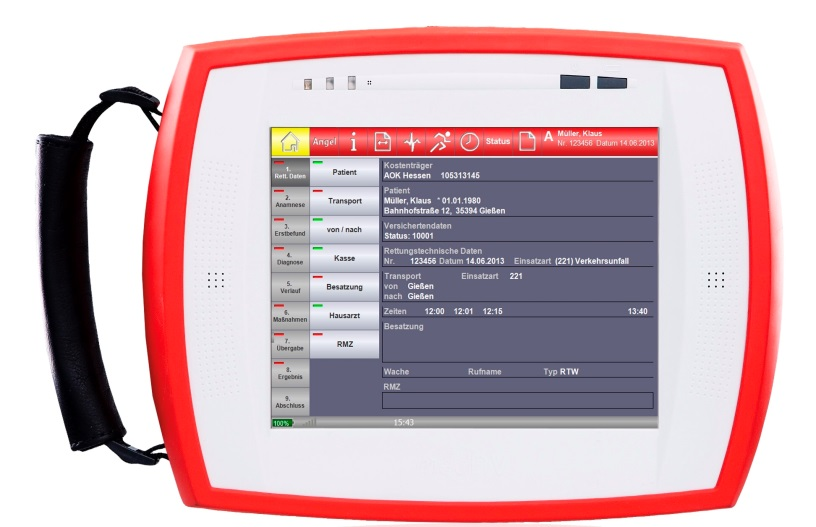 Angel i Status A Müller, Klaus
Nr. 123456 Datum 14.06.2013
1.
Rett. Daten
2.
Anamnese
3.
Erstbefund
4.
Diagnose
5.
Verlauf
6.
Maßnahmen
7.
Übergabe
8.
Ergebnis
9.
Abschluss
Patient
Transport
von / nach
Kasse
Besatzung
Hausarzt
RMZ
Kostenträger
AOK Hessen 105313145
Patient
Müller, Klaus * 01.01.1980
Bahnhofstraße 12, 35394 Gießen
Versichertendaten
Status: 10001
Rettungstechnische Daten
Nr. 123456 Datum 14.06.2013 Einsatzart (221) Verkehrsunfall
Transport Einsatzart 221
von Gießen
nach Gießen
Zeiten 12:00 12:01 12:15 13:40
Besatzung
Wache Rufname Typ RTW
RMZ
100% 15:43